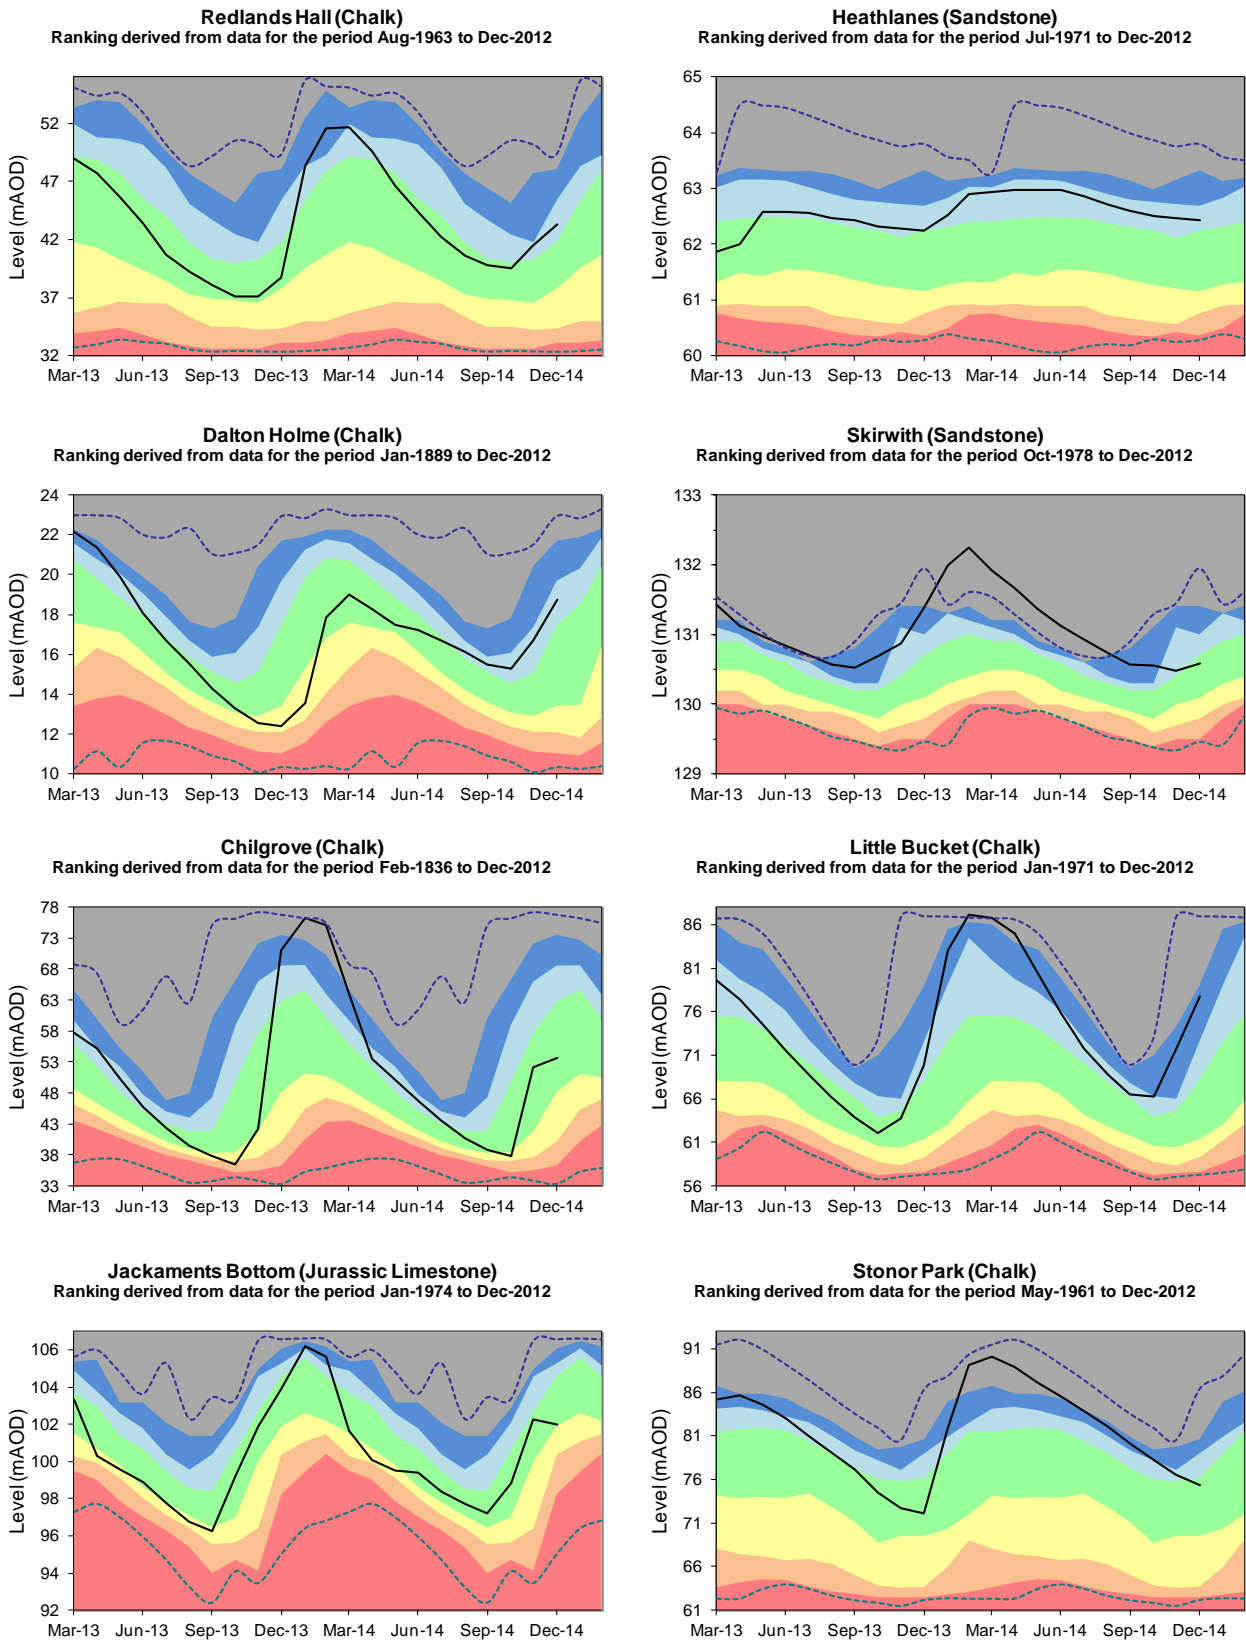 Redlands Hall (Chalk)
Ranking derived from data for the period Aug-1963 to Dec-2012
Level (mAOD)
52
47
42
37
32
Mar-13 Jun-13 Sep-13 Dec-13 Mar-14 Jun-14 Sep-14 Dec-14
Heathlanes (Sandstone)
Ranking derived from data for the period Jul-1971 to Dec-2012
Level (mAOD)
65
64
63
62
61
60
Mar-13 Jun-13 Sep-13 Dec-13 Mar-14 Jun-14 Sep-14 Dec-14
Dalton Holme (Chalk)
Ranking derived from data for the period Jan-1889 to Dec-2012
Level (mAOD)
24
22
20
18
16
14
12
10
Mar-13 Jun-13 Sep-13 Dec-13 Mar-14 Jun-14 Sep-14 Dec-14
Skirwith (Sandstone)
Ranking derived from data for the period Oct-1978 to Dec-2012
Level (mAOD)
133
132
131
130
129
Mar-13 Jun-13 Sep-13 Dec-13 Mar-14 Jun-14 Sep-14 Dec-14
Chilgrove (Chalk)
Ranking derived from data for the period Feb-1836 to Dec-2012
Level (mAOD)
78
73
68
63
58
53
48
43
38
33
Mar-13 Jun-13 Sep-13 Dec-13 Mar-14 Jun-14 Sep-14 Dec-14
Little Bucket (Chalk)
Ranking derived from data for the period Jan-1971 to Dec-2012
Level (mAOD)
86
81
76
71
66
61
56
Mar-13 Jun-13 Sep-13 Dec-13 Mar-14 Jun-14 Sep-14 Dec-14
Jackaments Bottom (Jurassic Limestone)
Ranking derived from data for the period Jan-1974 to Dec-2012
Level (mAOD)
106
104
102
100
98
96
94
92
Mar-13 Jun-13 Sep-13 Dec-13 Mar-14 Jun-14 Sep-14 Dec-14
Stonor Park (Chalk)
Ranking derived from data for the period May-1961 to Dec-2012
Level (mAOD)
91
86
81
76
71
66
61
Mar-13 Jun-13 Sep-13 Dec-13 Mar-14 Jun-14 Sep-14 Dec-14